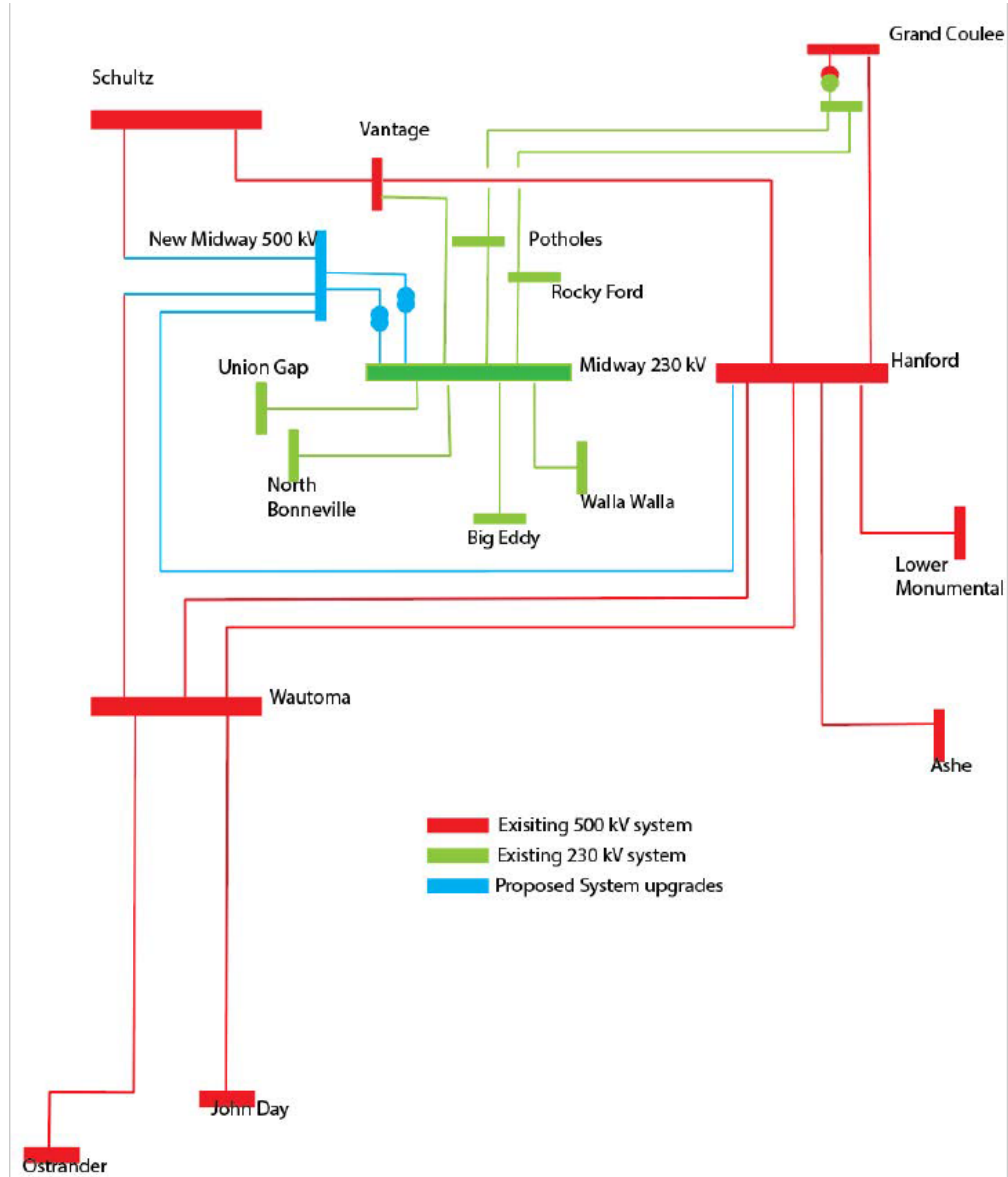 Grand Coulee
Schultz
Vantage
New Midway 500 kV
Potholes
Rocky Ford
Union Gap
Midway 230 kV
Hanford
North
Bonneville
Walla Walla
Big Eddy
Lower
Monumental
Wautoma
Ashe
Exisiting 500 kV system
Existing 230 kV system
Proposed System upgrades
John Day
Ostrander